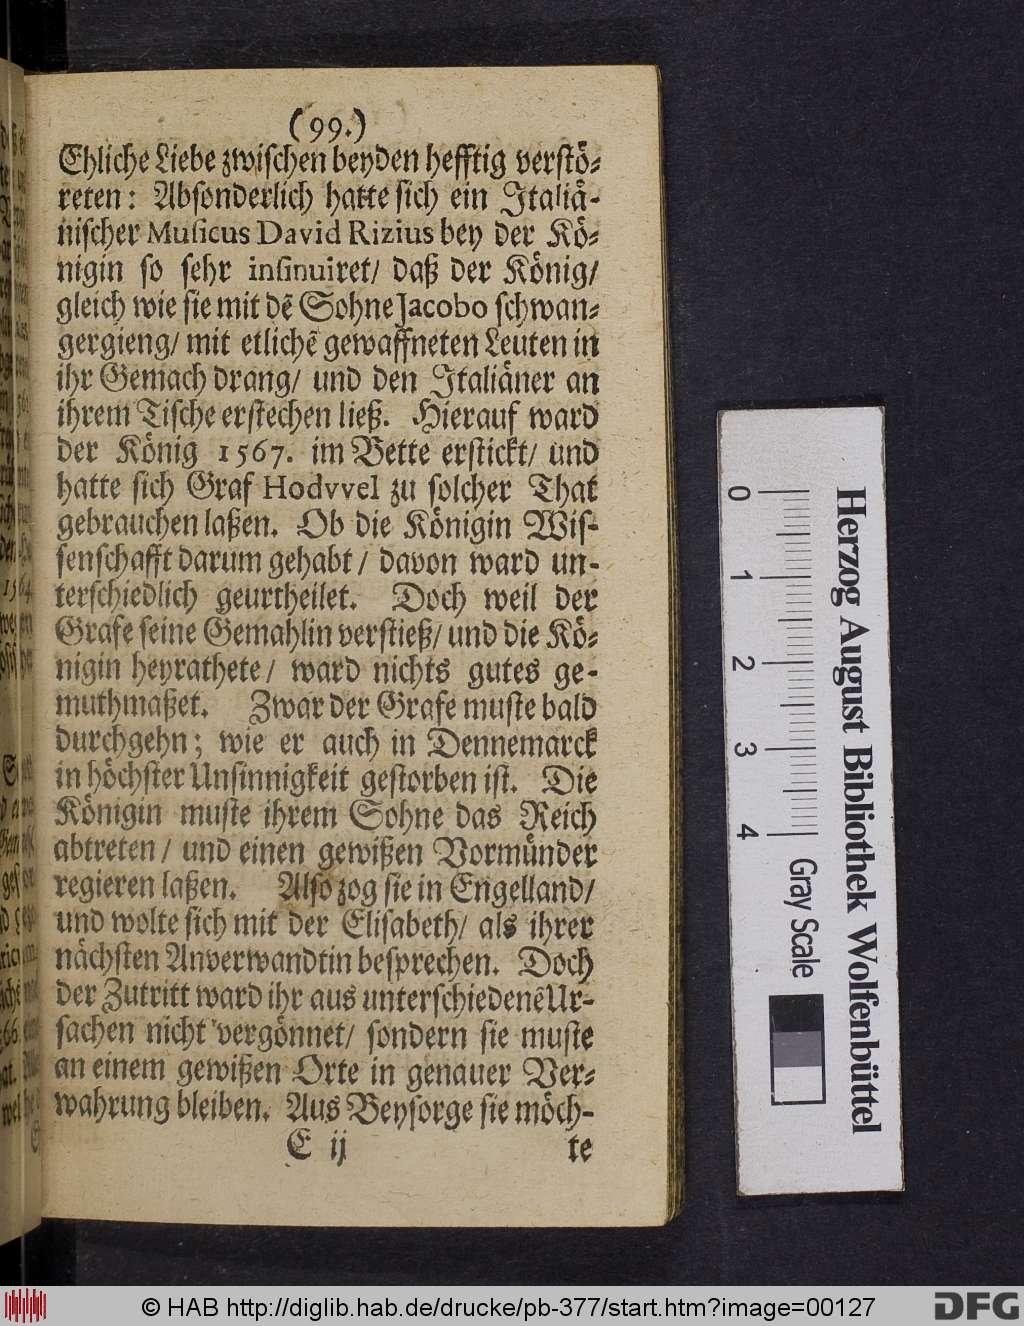 (99.)
Ehliche Liebe zwischen beyden hefftig verstö⸗
reten: Absonderlich hatte sich ein Italiä-
nischer Musicus David Rizius bey der Kö⸗
nigin so sehr insinuiret/ daß der König/
gleich wie sie mit dē Sohne Jacobo schwan⸗
gergieng/ mit etlichē gewaffneten Leuten in
ihr Gemach drang/ und den Italiäner an
ihrem Tische erstechen ließ. Hierauf ward
der König 1567. im Bette erstickt/ und
hatte sich Graf Hodvvel zu solcher That
gebrauchen laßen. Ob die Königin Wis-
senschafft darum gehabt/ davon ward un-
terschiedlich geurtheilet. Doch weil der
Grafe seine Gemahlin verstieß/ und die Kö⸗
nigin heyrathete/ ward nichts gutes ge-
muthmaßet. Zwar der Grafe muste bald
durchgehn; wie er auch in Dennemarck
in höchster Unsinnigkeit gestorben ist. Die
Königin muste ihrem Sohne das Reich
abtreten/ und einen gewißen Vormünder
regieren laßen. Also zog sie in Engelland/
und wolte sich mit der Elisabeth/ als ihrer
nächsten Anverwandtin besprechen. Doch
der Zutritt ward ihr aus unterschiedenē Ur-
sachen nicht vergönnet/ sondern sie muste
an einem gewißen Orte in genauer Ver⸗
wahrung bleiben. Aus Beysorge sie möch-
E ij te
0 1 2 3 4
Gray Scale
Herzog August Bibliothek Wolfenbüttel
© HAB http://diglib.hab.de/drucke/pb-377/start.htm?image=00127
DFG